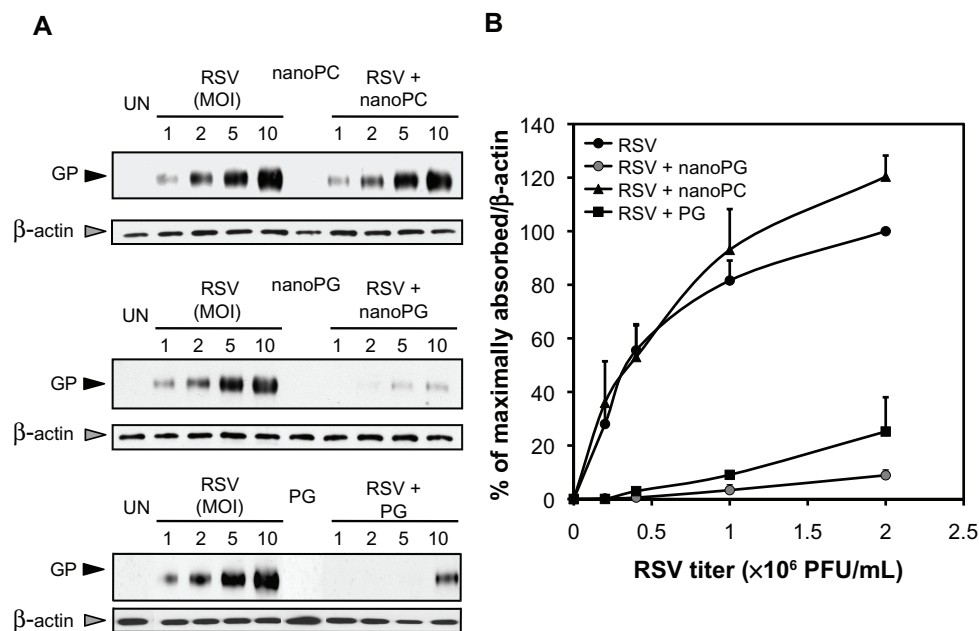 A
RSV
(MOI)
nanoPC
RSV +
nanoPC
UN
1 2 5 10 1 2 5 10
GP
β-actin
RSV
(MOI)
nanoPG
RSV +
nanoPG
UN
1 2 5 10 1 2 5 10
GP
β-actin
RSV
(MOI)
PG
RSV +
PG
UN
1 2 5 10 1 2 5 10
GP
β-actin
B
% of maximally absorbed/β-actin
140
120
100
80
60
40
20
0
RSV
RSV + nanoPG
RSV + nanoPC
RSV + PG
0 0.5 1 1.5 2 2.5
RSV titer (×10⁶ PFU/mL)